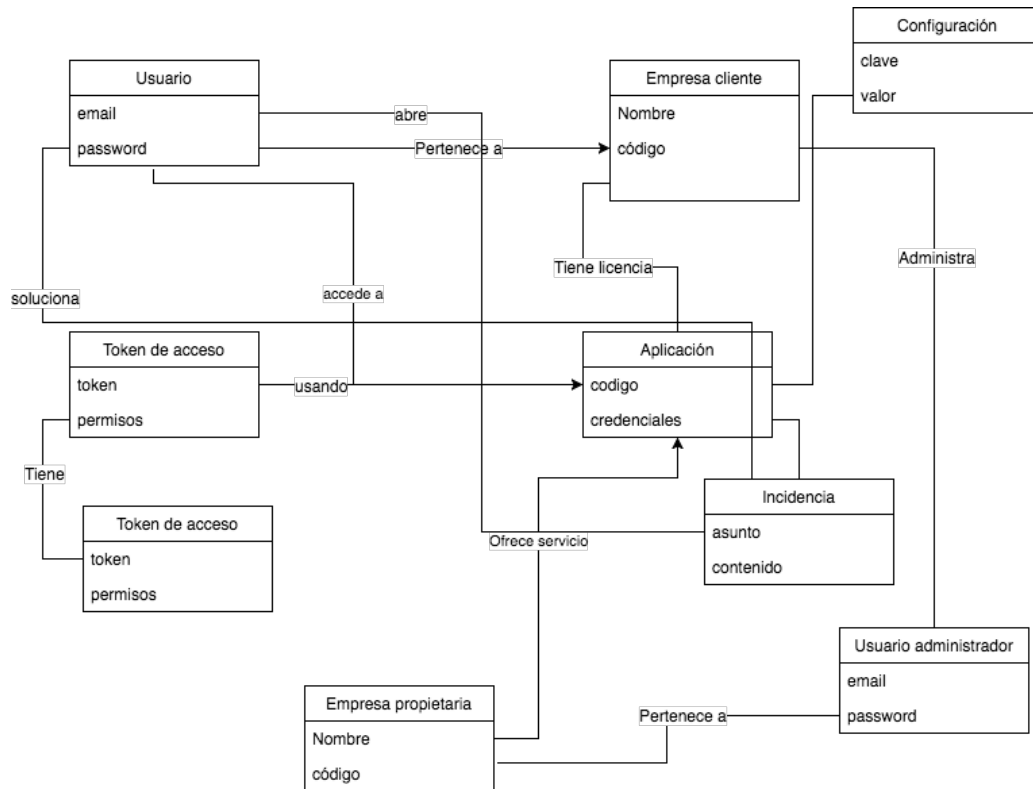 Configuración
clave
valor
Usuario
email
password
Empresa cliente
Nombre
código
abre
Pertenece a
Administra
Tiene licencia
soluciona
accede a
Token de acceso
token
permisos
usando
Aplicación
codigo
credenciales
Tiene
Token de acceso
token
permisos
Incidencia
asunto
contenido
Ofrece servicio
Usuario administrador
email
password
Empresa propietaria
Nombre
código
Pertenece a